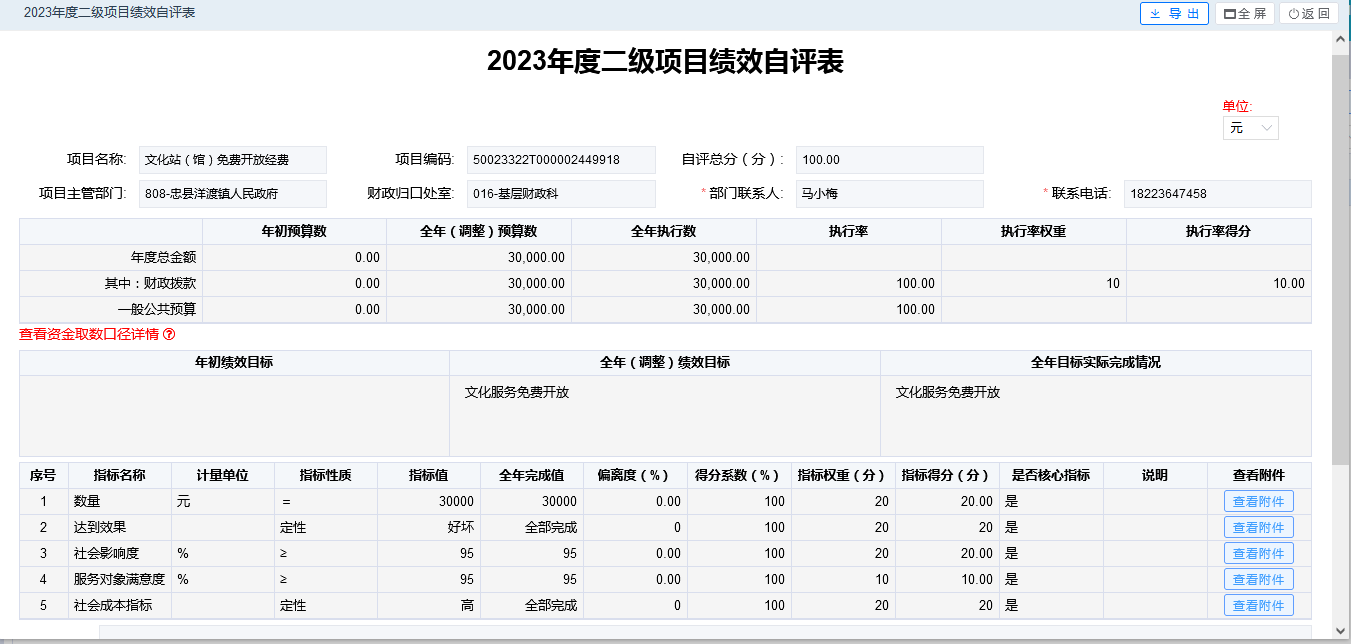 2023年度二级项目绩效自评表 导 出 全 屏 返 回
2023年度二级项目绩效自评表
单位:
元
项目名称: 文化站（馆）免费开放经费 项目编码: 50023322T000002449918 自评总分（分）: 100.00
项目主管部门: 808-忠县洋渡镇人民政府 财政归口处室: 016-基层财政科 * 部门联系人: 马小梅 * 联系电话: 18223647458
年初预算数 全年（调整）预算数 全年执行数 执行率 执行率权重 执行率得分
年度总金额 0.00 30,000.00 30,000.00
其中：财政拨款 0.00 30,000.00 30,000.00 100.00 10 10.00
一般公共预算 0.00 30,000.00 30,000.00 100.00
查看资金取数口径详情 ?
年初绩效目标 全年（调整）绩效目标 全年目标实际完成情况
文化服务免费开放 文化服务免费开放
序号 指标名称 计量单位 指标性质 指标值 全年完成值 偏离度（%） 得分系数（%） 指标权重（分） 指标得分（分） 是否核心指标 说明 查看附件
1 数量 元 = 30000 30000 0.00 100 20 20.00 是 查看附件
2 达到效果 定性 好坏 全部完成 0 100 20 20 是 查看附件
3 社会影响度 % ≥ 95 95 0.00 100 20 20.00 是 查看附件
4 服务对象满意度 % ≥ 95 95 0.00 100 10 10.00 是 查看附件
5 社会成本指标 定性 高 全部完成 0 100 20 20 是 查看附件